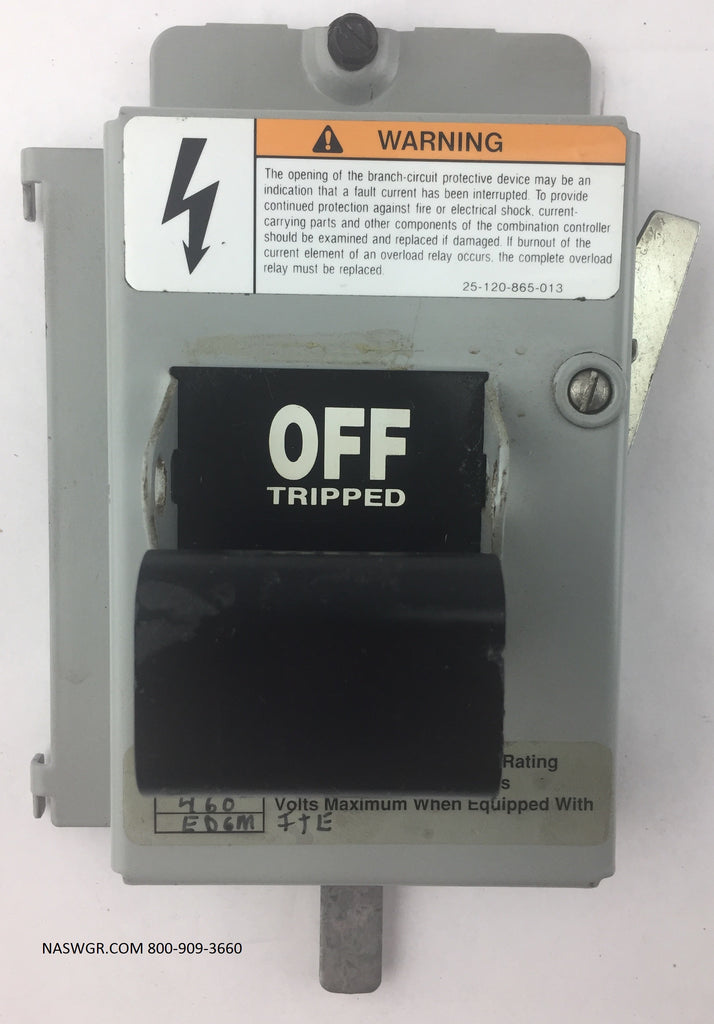 WARNING
The opening of the branch-circuit protective device may be an
indication that a fault current has been interrupted. To provide
continued protection against fire or electrical shock, current-
carrying parts and other components of the combination controller
should be examined and replaced if damaged. If burnout of the
current element of an overload relay occurs, the complete overload
relay must be replaced.
25-120-865-013
OFF
TRIPPED
Rating
s
460 Volts Maximum When Equipped With
ED6M ITE
NASWGR.COM 800-909-3660